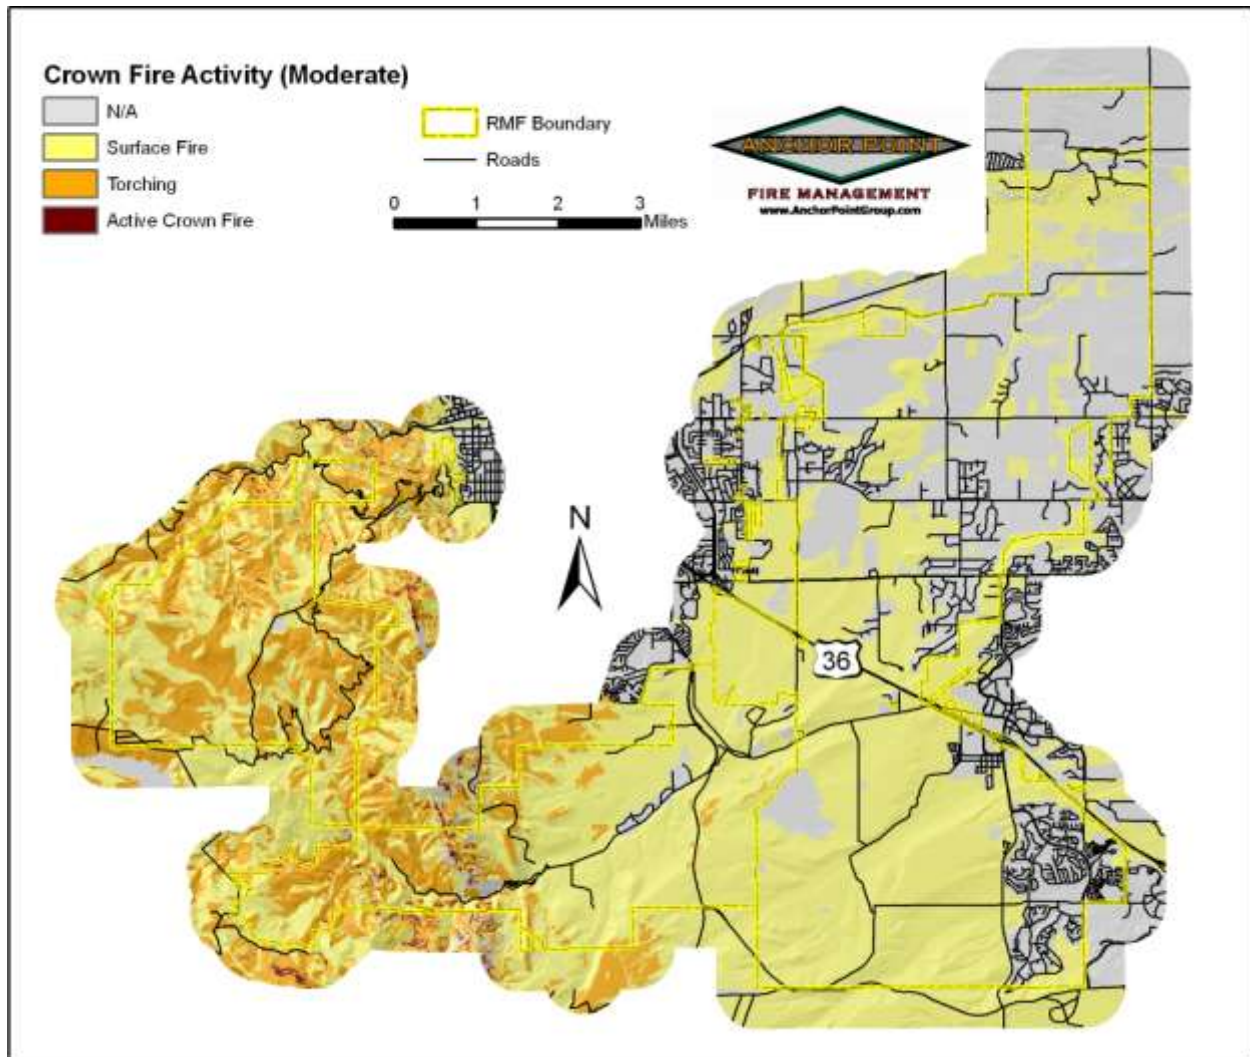 Crown Fire Activity (Moderate)
N/A
Surface Fire
Torching
Active Crown Fire
RMF Boundary
Roads
0 1 2 3
Miles
ANCHOR POINT
FIRE MANAGEMENT
www.AnchorPointGroup.com
N
36